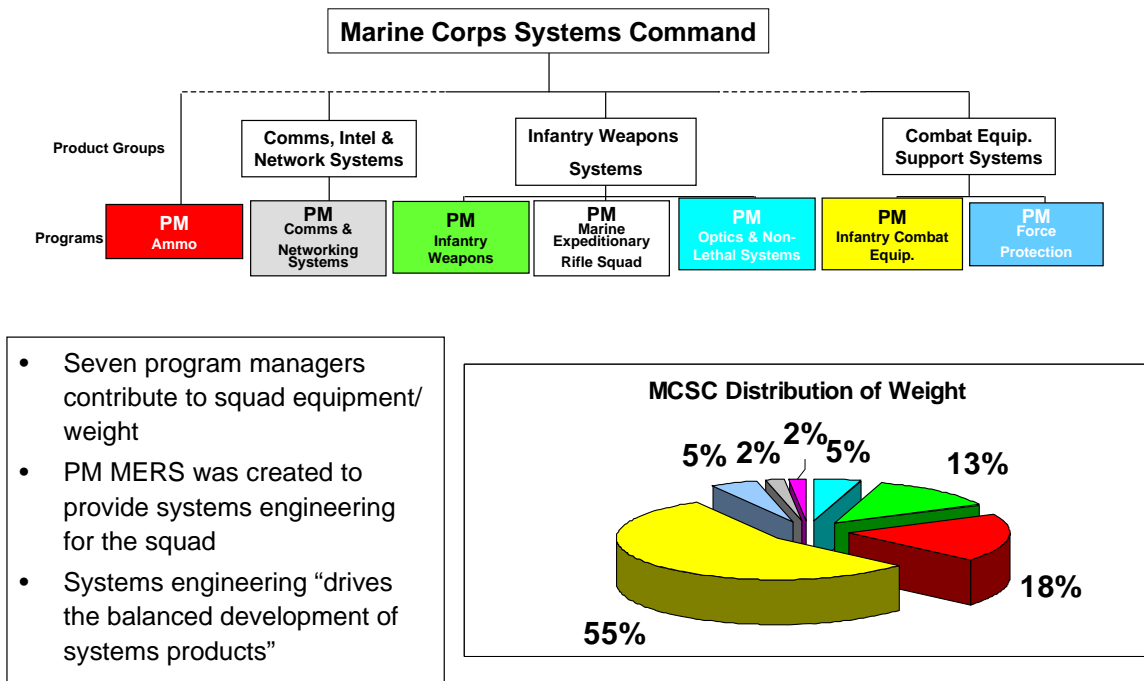 Marine Corps Systems Command
Product Groups
Comms, Intel &
Network Systems
Infantry Weapons
Systems
Combat Equip.
Support Systems
Programs
PM
Ammo
PM
Comms &
Networking
Systems
PM
Infantry
Weapons
PM
Marine
Expeditionary
Rifle Squad
PM
Optics & Non-
Lethal Systems
PM
Infantry Combat
Equip.
PM
Force
Protection
• Seven program managers
contribute to squad equipment/
weight
• PM MERS was created to
provide systems engineering
for the squad
• Systems engineering “drives
the balanced development of
systems products”
MCSC Distribution of Weight
5%
2%
2%
5%
13%
18%
55%